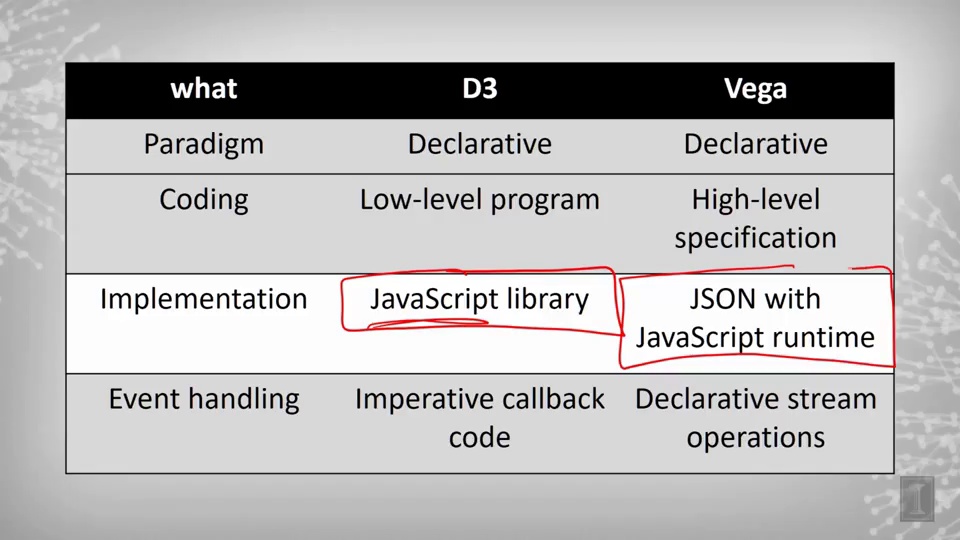 what D3 Vega
Paradigm Declarative Declarative
Coding Low-level program High-level
specification
Implementation JavaScript library JSON with
JavaScript runtime
Event handling Imperative callback Declarative stream
code operations
I